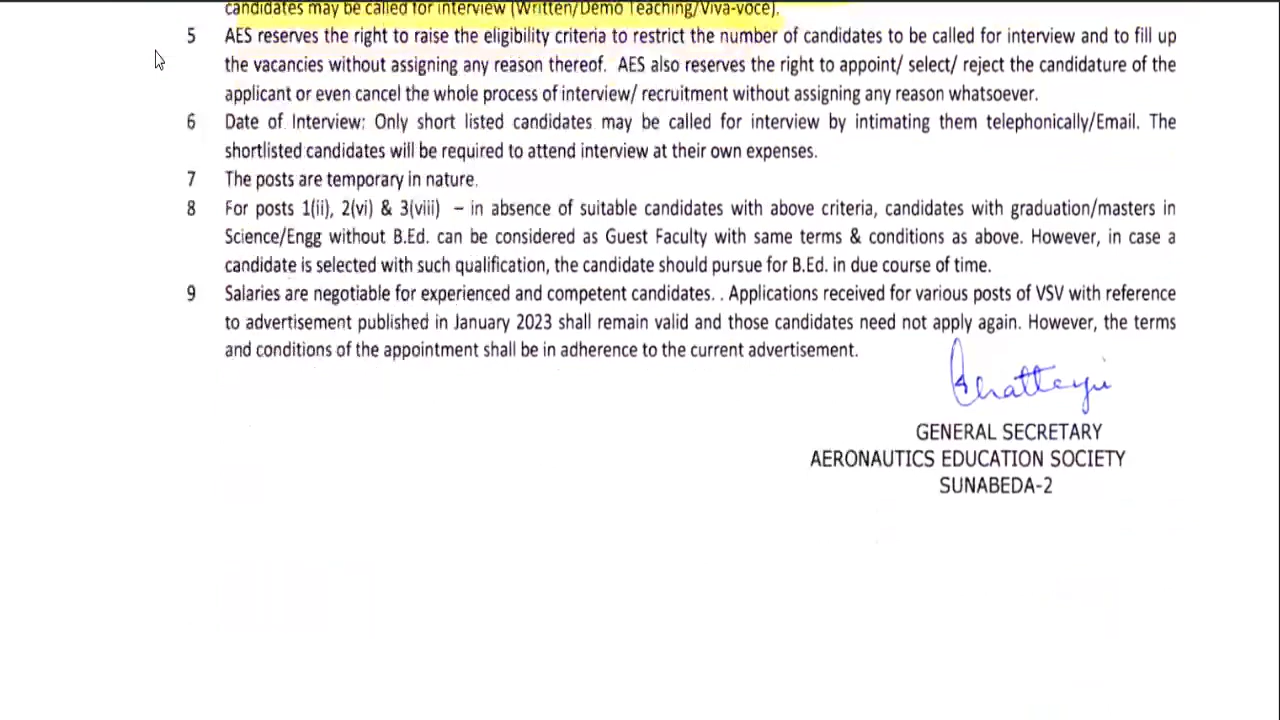 candidates may be called for interview (Written/Demo Teaching/Viva-voce).
5 AES reserves the right to raise the eligibility criteria to restrict the number of candidates to be called for interview and to fill up
the vacancies without assigning any reason thereof. AES also reserves the right to appoint/ select/ reject the candidature of the
applicant or even cancel the whole process of interview/ recruitment without assigning any reason whatsoever.
6 Date of Interview: Only short listed candidates may be called for interview by intimating them telephonically/Email. The
shortlisted candidates will be required to attend interview at their own expenses.
7 The posts are temporary in nature.
8 For posts 1(ii), 2(vi) & 3(viii) – in absence of suitable candidates with above criteria, candidates with graduation/masters in
Science/Engg without B.Ed. can be considered as Guest Faculty with same terms & conditions as above. However, in case a
candidate is selected with such qualification, the candidate should pursue for B.Ed. in due course of time.
9 Salaries are negotiable for experienced and competent candidates. . Applications received for various posts of VSV with reference
to advertisement published in January 2023 shall remain valid and those candidates need not apply again. However, the terms
and conditions of the appointment shall be in adherence to the current advertisement.
GENERAL SECRETARY
AERONAUTICS EDUCATION SOCIETY
SUNABEDA-2